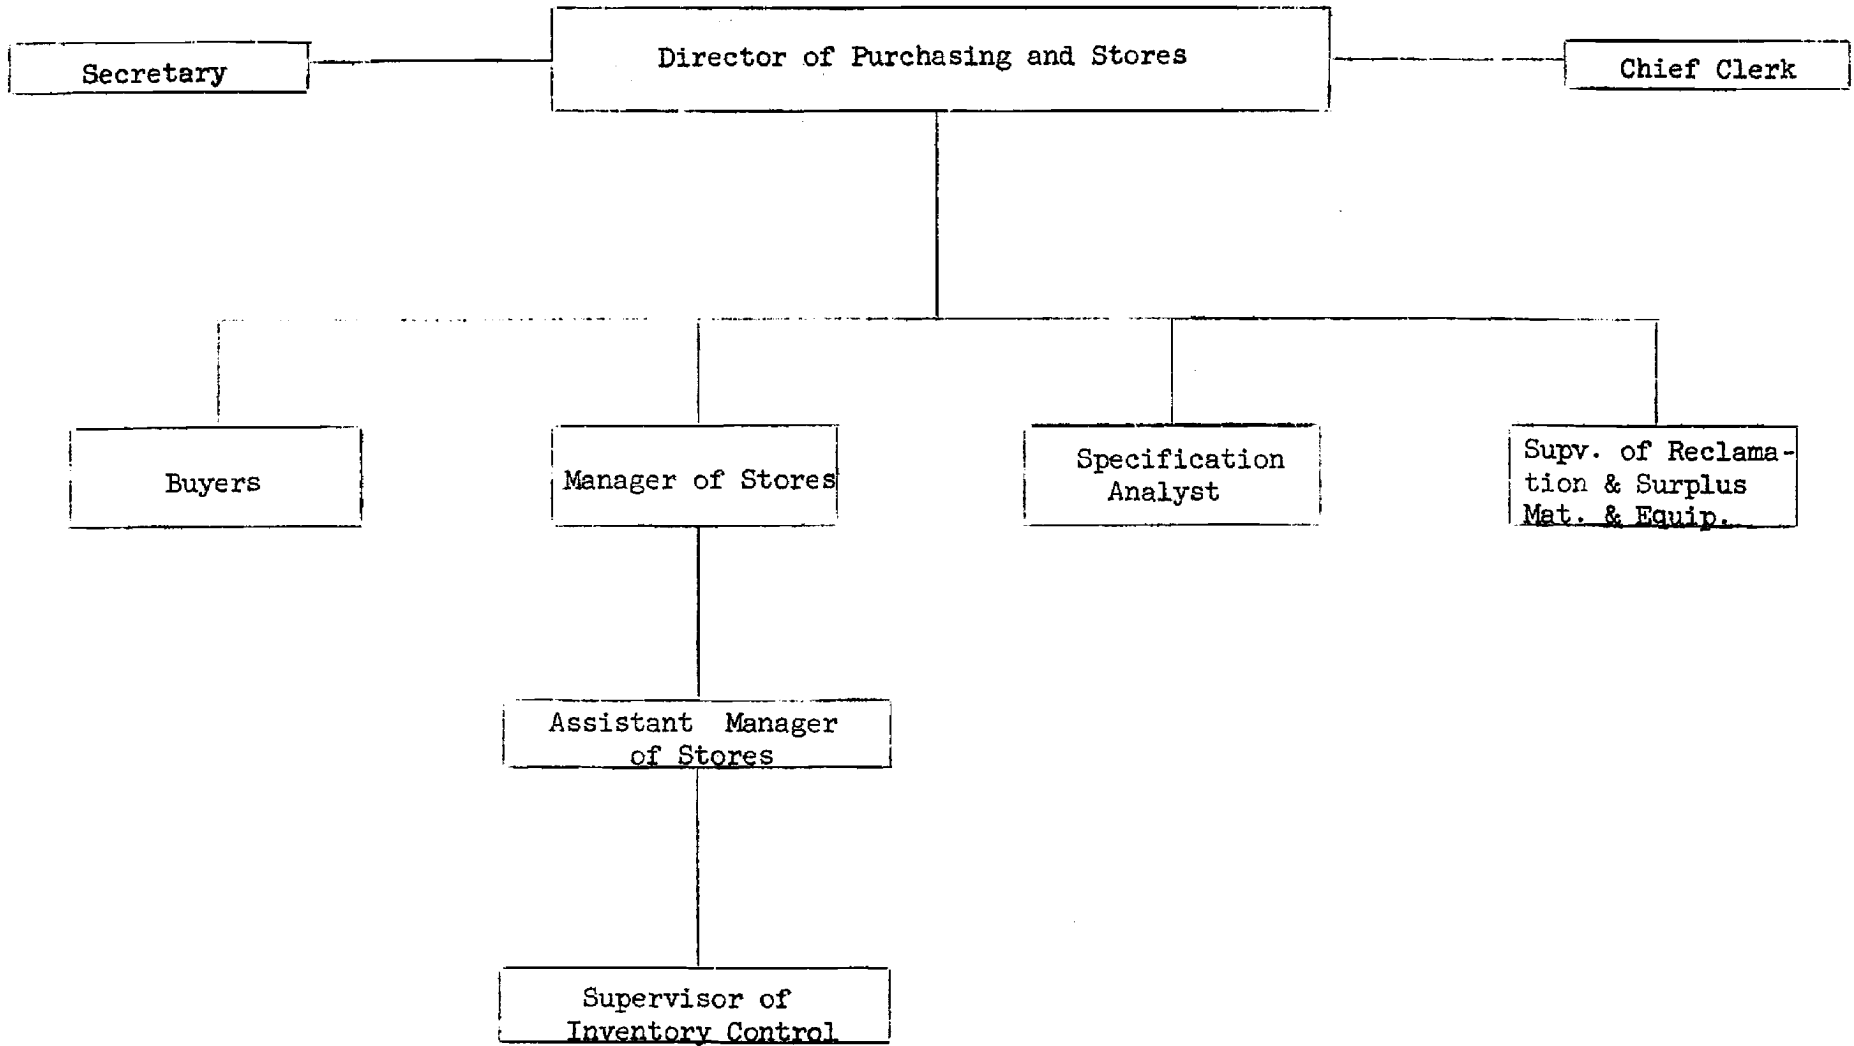 Secretary
Director of Purchasing and Stores
Chief Clerk
Buyers
Manager of Stores
Specification
Analyst
Supv. of Reclama-
tion & Surplus
Mat. & Equip.
Assistant Manager
of Stores
Supervisor of
Inventory Control